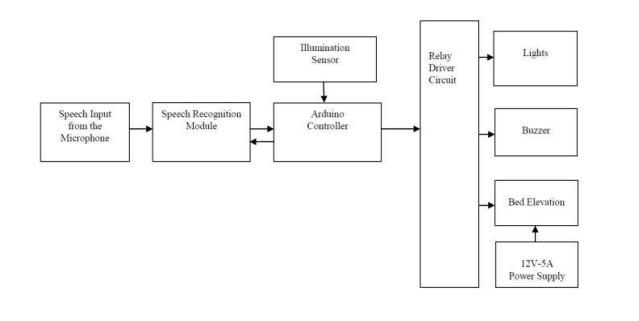 Illumination
Sensor
Relay
Driver
Circuit
Lights
Speech Input
from the
Microphone
Speech Recognition
Module
Arduino
Controller
Buzzer
Bed Elevation
12V-5A
Power Supply